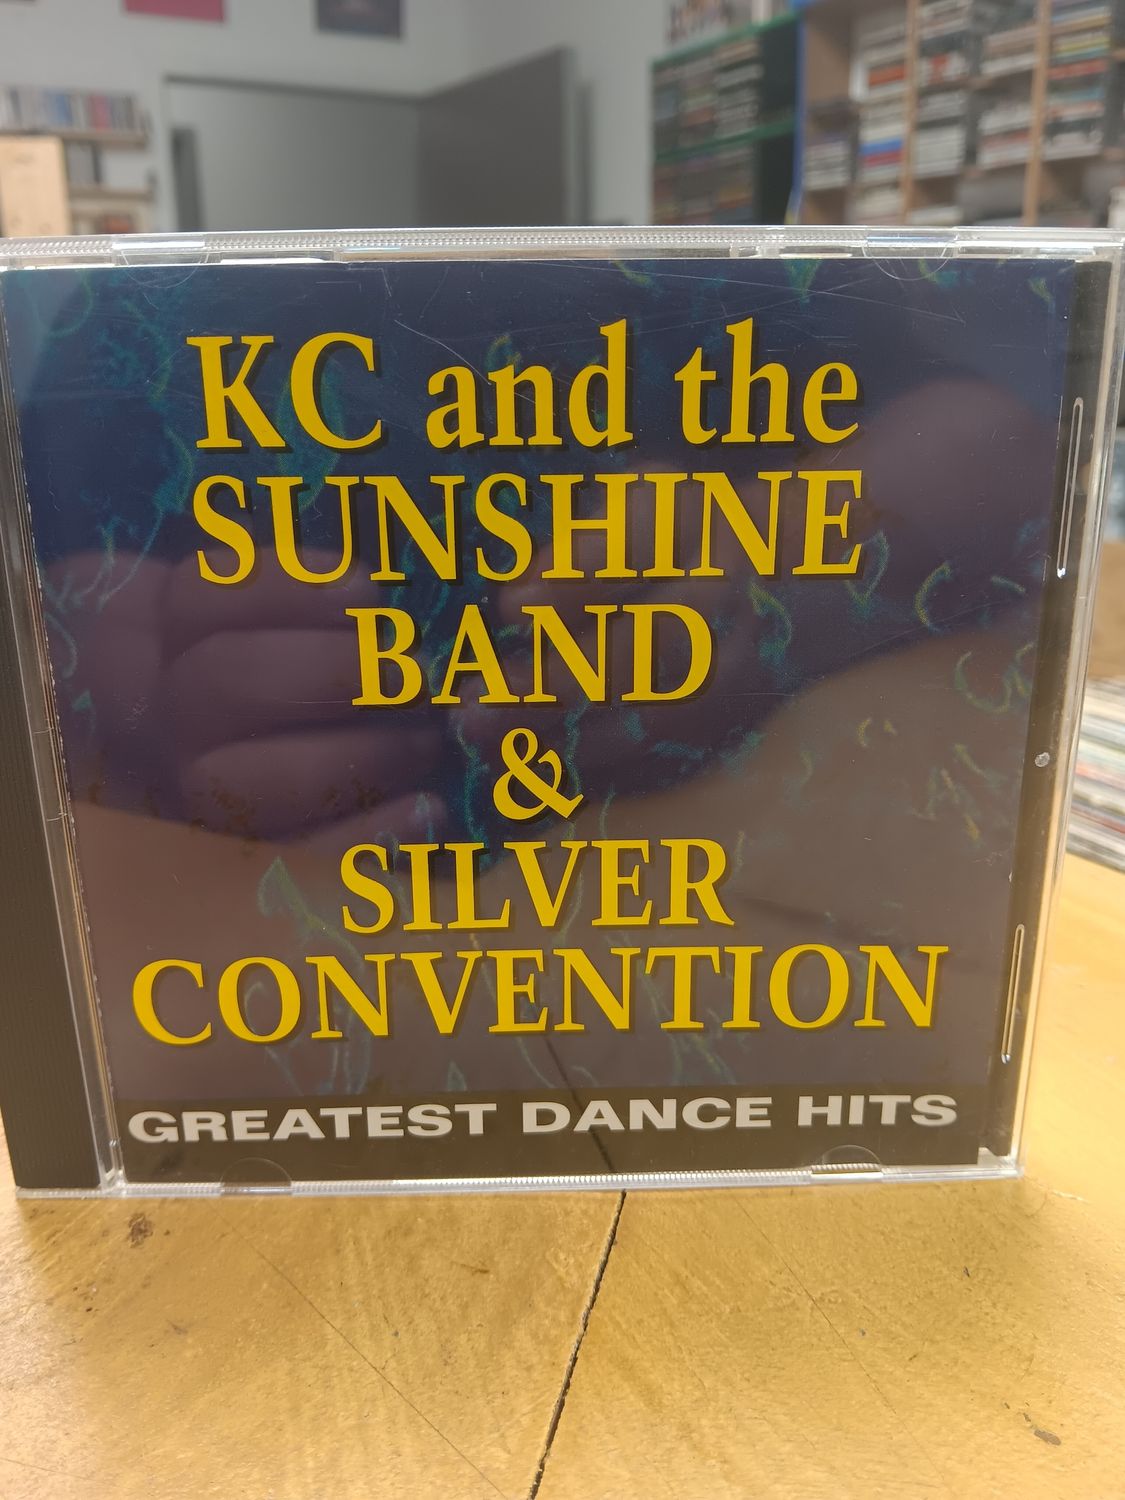 KC and the
SUNSHINE
BAND
&
SILVER
CONVENTION
GREATEST DANCE HITS